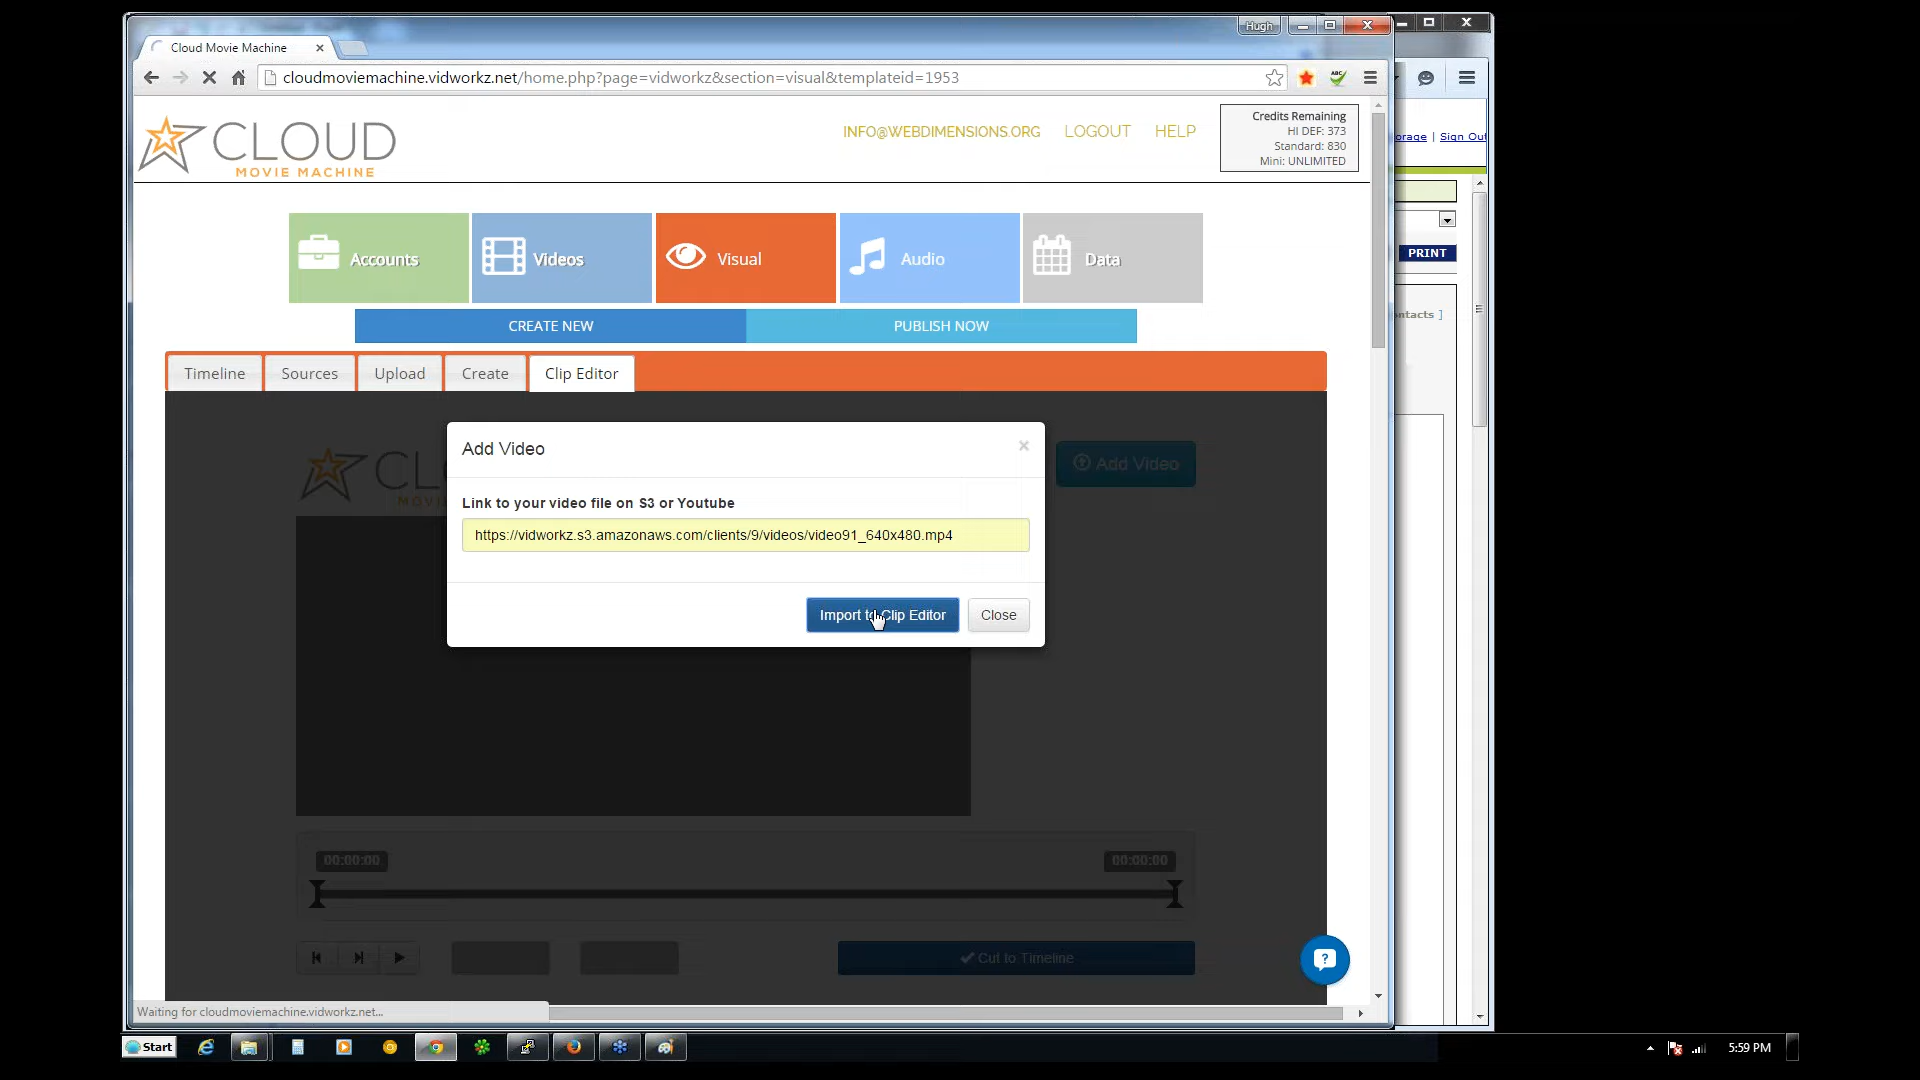 Hugh
Cloud Movie Machine
cloudmoviemachine.vidworkz.net/home.php?page=vidworkz&section=visual&templateid=1953
CLOUD
MOVIE MACHINE
INFO@WEBDIMENSIONS.ORG LOGOUT HELP
Credits Remaining
HI DEF: 373
Standard: 830
Mini: UNLIMITED
orage | Sign Out
Accounts Videos Visual Audio Data
PRINT
CREATE NEW PUBLISH NOW
ontacts ]
Timeline Sources Upload Create Clip Editor
Add Video
Add Video
Link to your video file on S3 or Youtube
https://vidworkz.s3.amazonaws.com/clients/9/videos/video91_640x480.mp4
Import to Clip Editor Close
00:00:00 00:00:00
Cut to Timeline
Waiting for cloudmoviemachine.vidworkz.net...
Start
5:59 PM